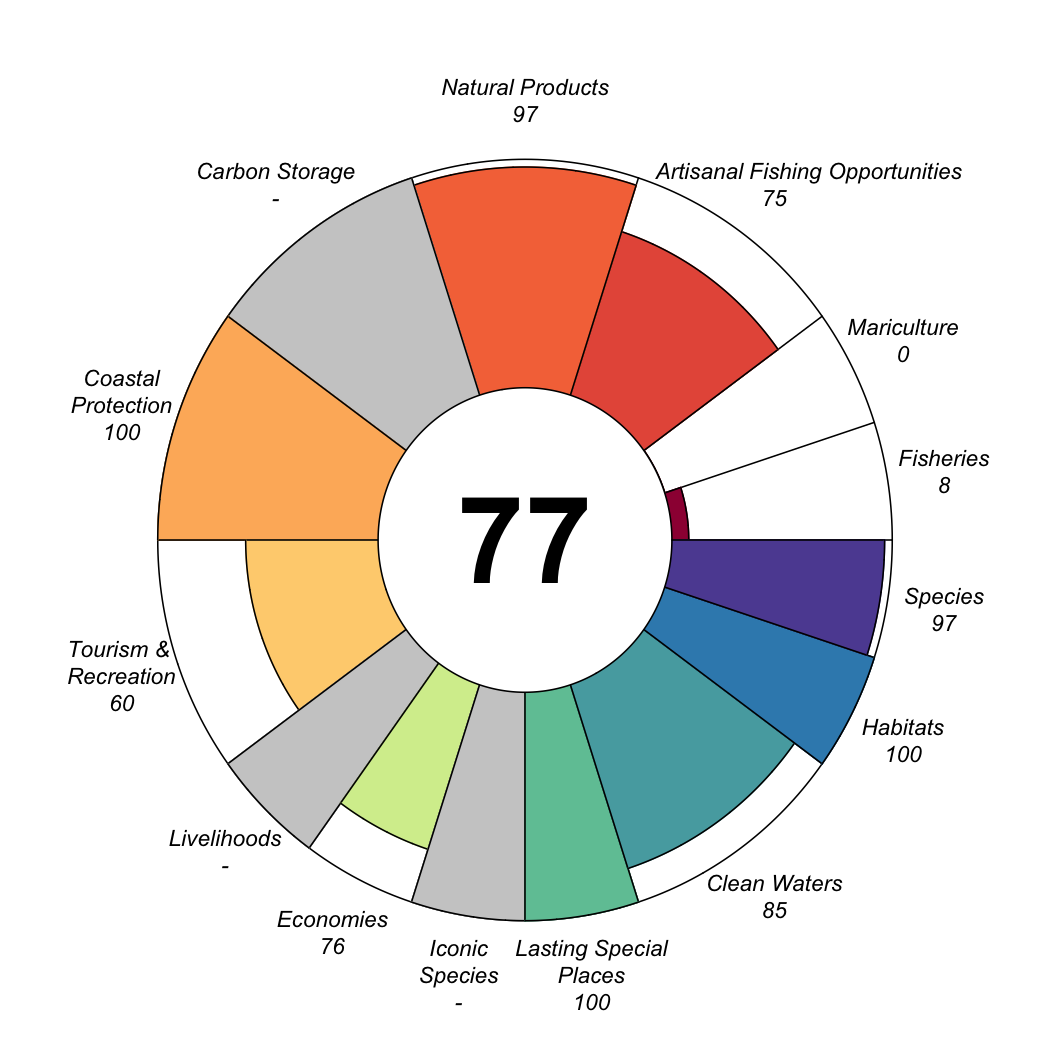 Natural Products
97
Carbon Storage
-
Artisanal Fishing Opportunities
75
Mariculture
0
Coastal
Protection
100
Fisheries
8
77
Species
97
Tourism &
Recreation
60
Habitats
100
Livelihoods
-
Clean Waters
85
Economies
76
Iconic
Species
-
Lasting Special
Places
100